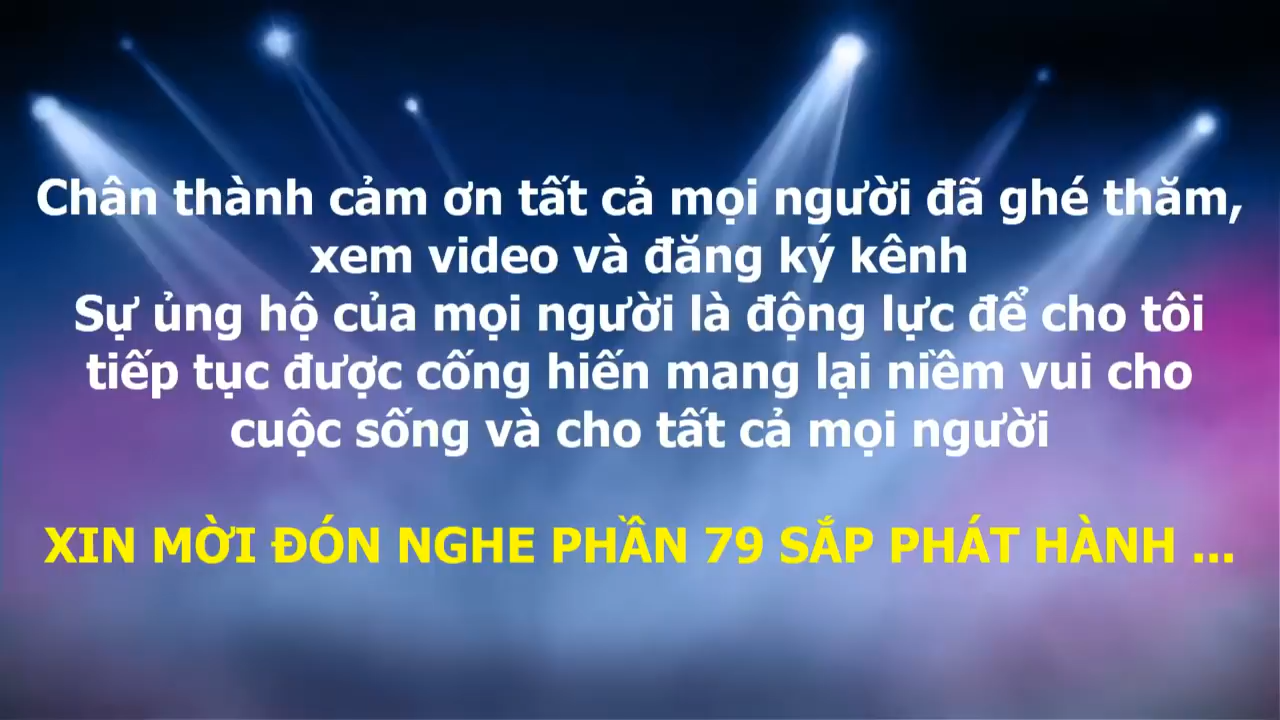 Chân thành cảm ơn tất cả mọi người đã ghé thăm,
xem video và đăng ký kênh
Sự ủng hộ của mọi người là động lực để cho tôi
tiếp tục được cống hiến mang lại niềm vui cho
cuộc sống và cho tất cả mọi người
XIN MỜI ĐÓN NGHE PHẦN 79 SẮP PHÁT HÀNH ...